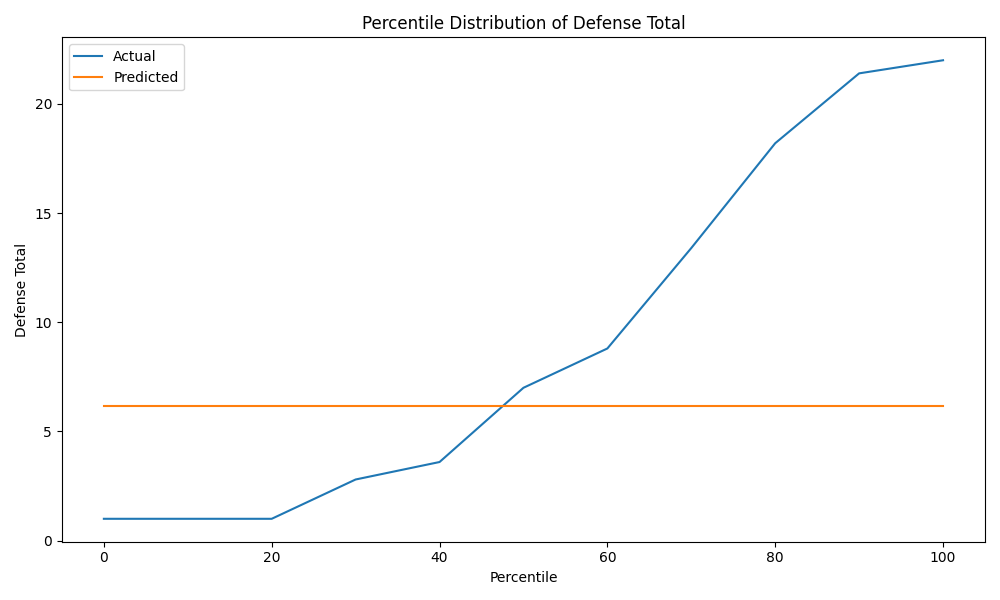 Percentile Distribution of Defense Total
Actual
Predicted
20
15
10
5
0
Defense Total
0 20 40 60 80 100
Percentile